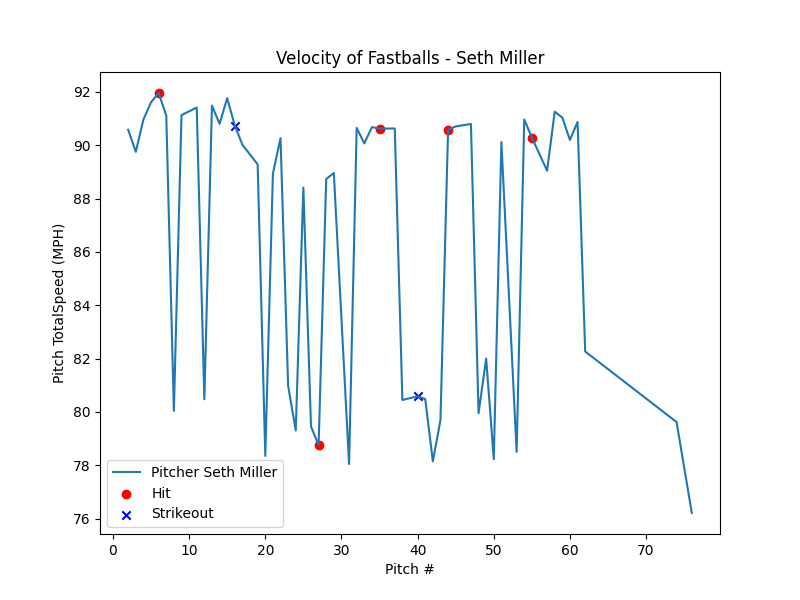 Velocity of Fastballs - Seth Miller
Pitch TotalSpeed (MPH)
92
90
88
86
84
82
80
78
76
Pitcher Seth Miller
Hit
Strikeout
0 10 20 30 40 50 60 70
Pitch #